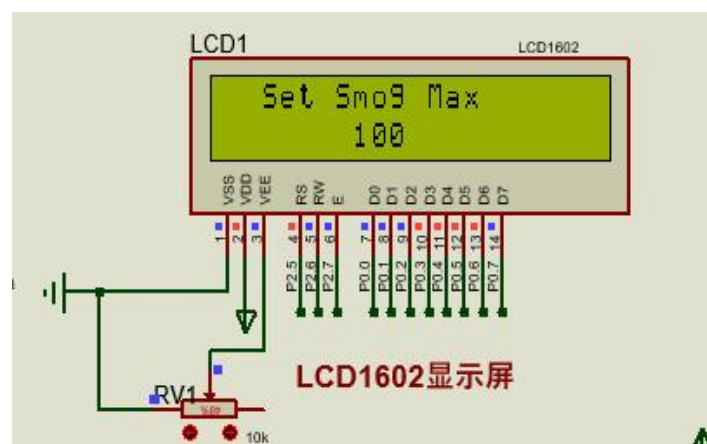 LCD1
LCD1602
Set Smog Max
100
VSS VDD VEE RS RW E D0 D1 D2 D3 D4 D5 D6 D7
1 2 3 4 5 6 7 8 9 10 11 12 13 14
P2.5 P2.6 P2.7 P0.0 P0.1 P0.2 P0.3 P0.4 P0.5 P0.6 P0.7
LCD1602显示屏
RV1
10k